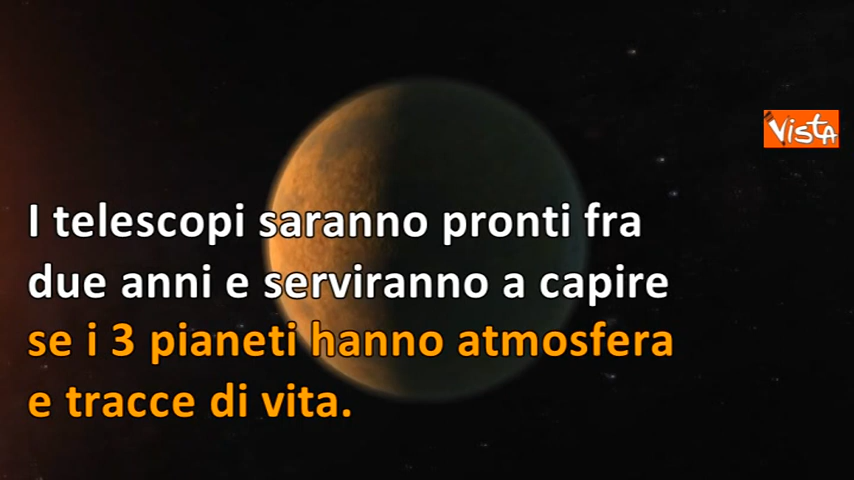 VISTA
I telescopi saranno pronti fra
due anni e serviranno a capire
se i 3 pianeti hanno atmosfera
e tracce di vita.